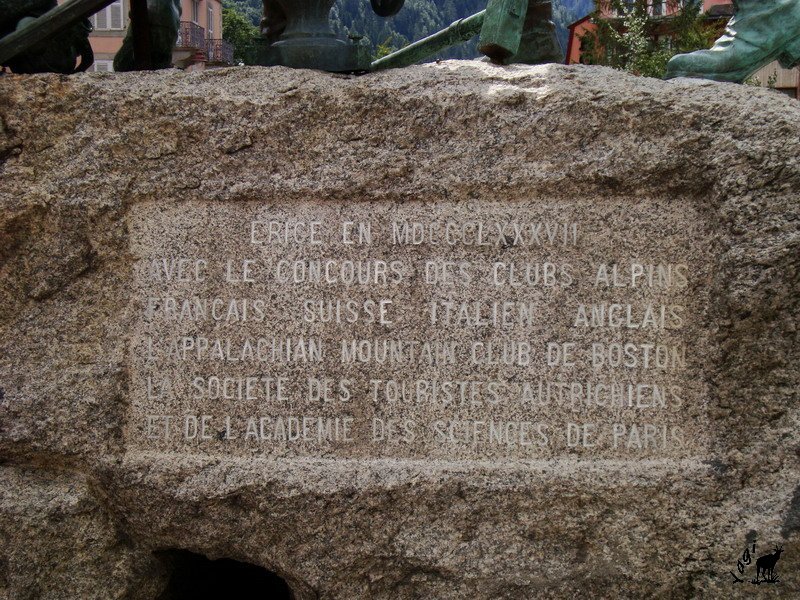 ERIGE EN MDCCCLXXXVII
AVEC LE CONCOURS DES CLUBS ALPINS
FRANCAIS SUISSE ITALIEN ANGLAIS
L'APPALACHIAN MOUNTAIN CLUB DE BOSTON
LA SOCIETE DES TOURISTES AUTRICHIENS
ET DE L'ACADEMIE DES SCIENCES DE PARIS